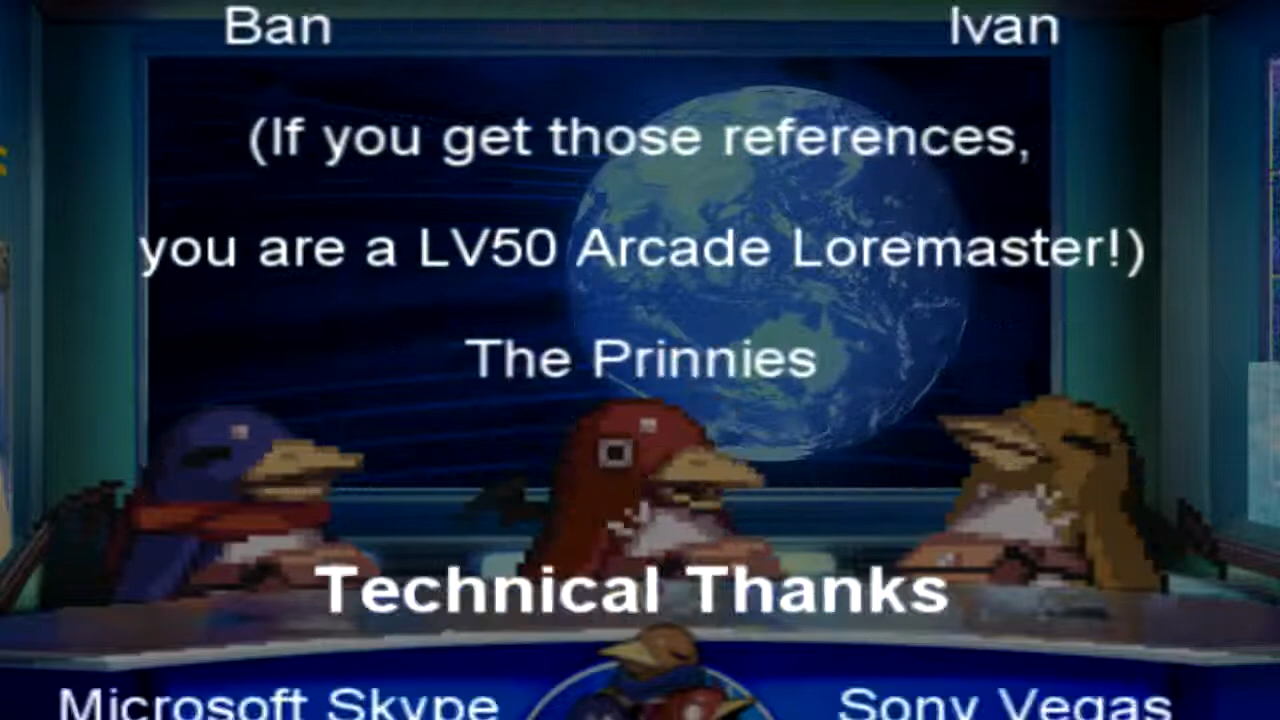 Ban Ivan
(If you get those references,
you are a LV50 Arcade Loremaster!)
The Prinnies
Technical Thanks
Microsoft Skype Sony Vegas